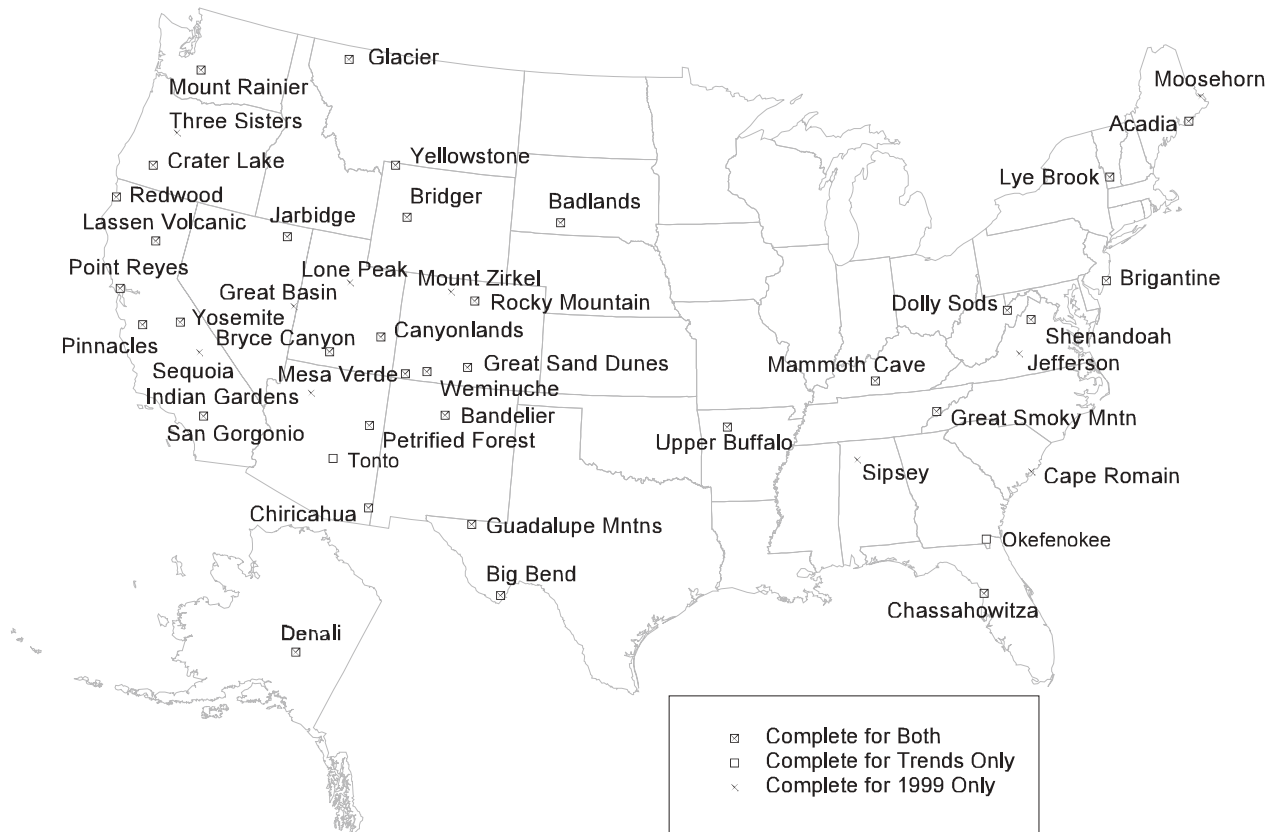 Glacier
Mount Rainier
Moosehorn
Three Sisters
Acadia
Crater Lake
Yellowstone
Lye Brook
Redwood
Bridger
Badlands
Lassen Volcanic
Jarbidge
Point Reyes
Lone Peak
Mount Zirkel
Brigantine
Great Basin
Rocky Mountain
Dolly Sods
Yosemite
Canyonlands
Shenandoah
Bryce Canyon
Pinnacles
Great Sand Dunes
Mammoth Cave
Jefferson
Sequoia
Mesa Verde
Weminuche
Indian Gardens
Bandelier
Great Smoky Mntn
San Gorgonio
Petrified Forest
Upper Buffalo
Tonto
Sipsey
Cape Romain
Chiricahua
Guadalupe Mntns
Okefenokee
Big Bend
Chassahowitza
Denali
Complete for Both
Complete for Trends Only
Complete for 1999 Only